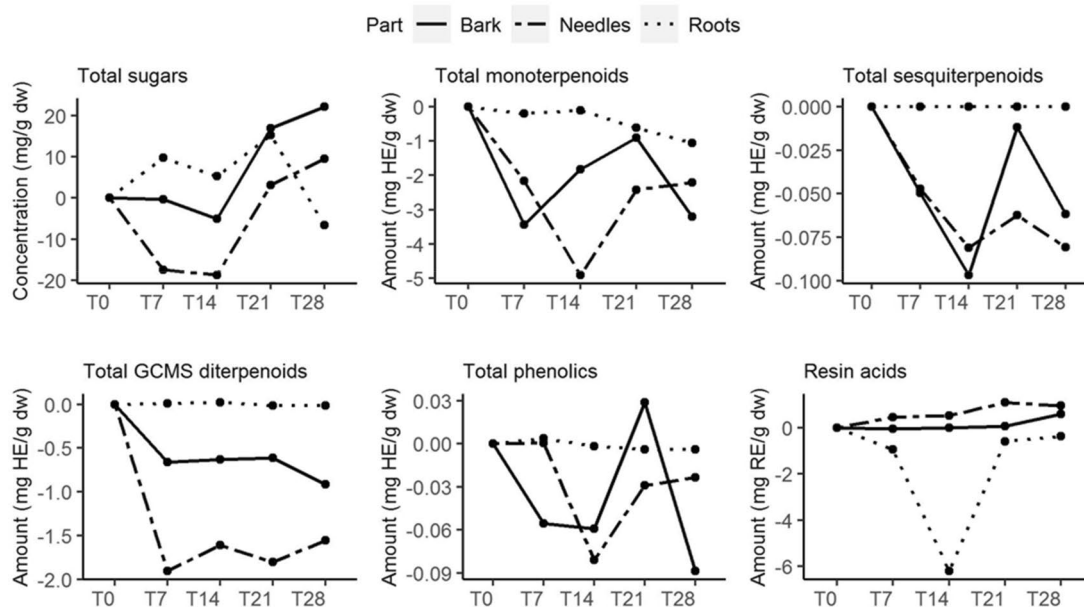 Part Bark Needles Roots
Total sugars
Concentration (mg/g dw)
20
10
0
-10
-20
T0 T7 T14 T21 T28
Total monoterpenoids
Amount (mg HE/g dw)
0
-1
-2
-3
-4
-5
T0 T7 T14 T21 T28
Total sesquiterpenoids
Amount (mg HE/g dw)
0.000
-0.025
-0.050
-0.075
-0.100
T0 T7 T14 T21 T28
Total GCMS diterpenoids
Amount (mg HE/g dw)
0.0
-0.5
-1.0
-1.5
-2.0
T0 T7 T14 T21 T28
Total phenolics
Amount (mg HE/g dw)
0.03
0.00
-0.03
-0.06
-0.09
T0 T7 T14 T21 T28
Resin acids
Amount (mg RE/g dw)
0
-2
-4
-6
T0 T7 T14 T21 T28